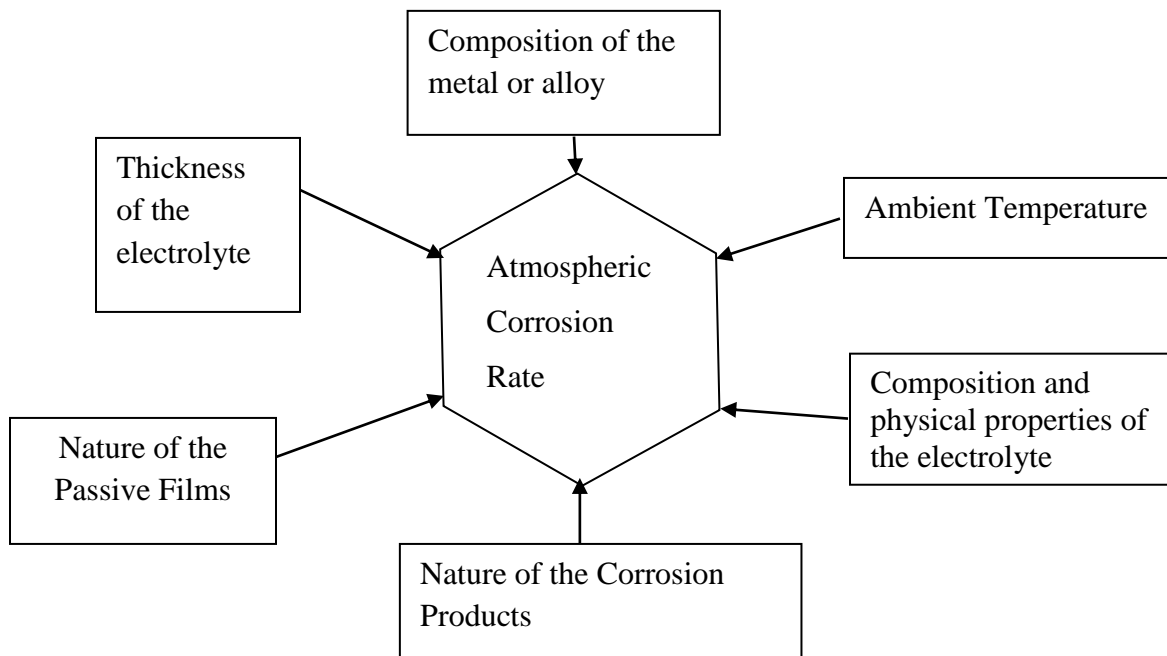 Composition of the
metal or alloy
Thickness
of the
electrolyte
Ambient Temperature
Atmospheric
Corrosion
Rate
Composition and
physical properties of
the electrolyte
Nature of the
Passive Films
Nature of the Corrosion
Products